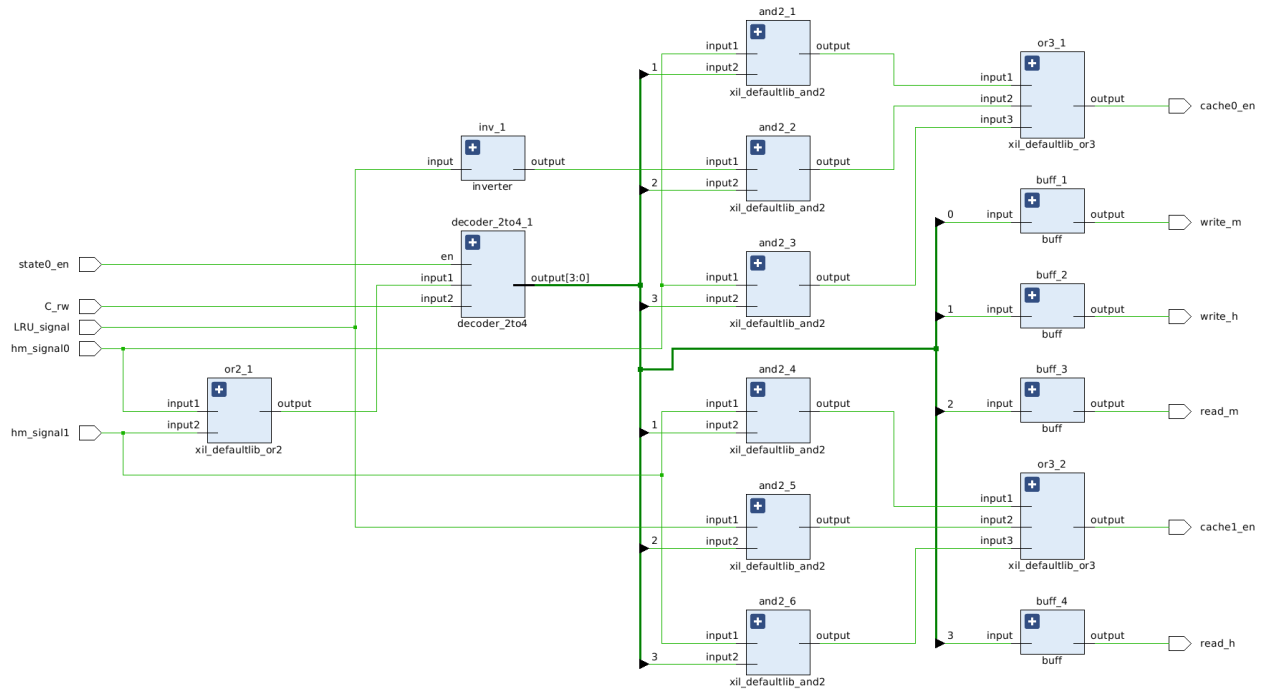 and2_1
input1
output
1
input2
xil_defaultlib_and2
or3_1
input1
input2
output
cache0_en
input3
xil_defaultlib_or3
inv_1
input
output
inverter
and2_2
input1
output
2
input2
xil_defaultlib_and2
buff_1
0
input
output
write_m
buff
decoder_2to4_1
en
input1
output[3:0]
input2
decoder_2to4
state0_en
C_rw
LRU_signal
hm_signal0
hm_signal1
and2_3
input1
output
3
input2
xil_defaultlib_and2
buff_2
1
input
output
write_h
buff
or2_1
input1
output
input2
xil_defaultlib_or2
and2_4
input1
output
1
input2
xil_defaultlib_and2
buff_3
2
input
output
read_m
buff
and2_5
input1
output
2
input2
xil_defaultlib_and2
or3_2
input1
input2
output
cache1_en
input3
xil_defaultlib_or3
and2_6
input1
output
3
input2
xil_defaultlib_and2
buff_4
3
input
output
read_h
buff